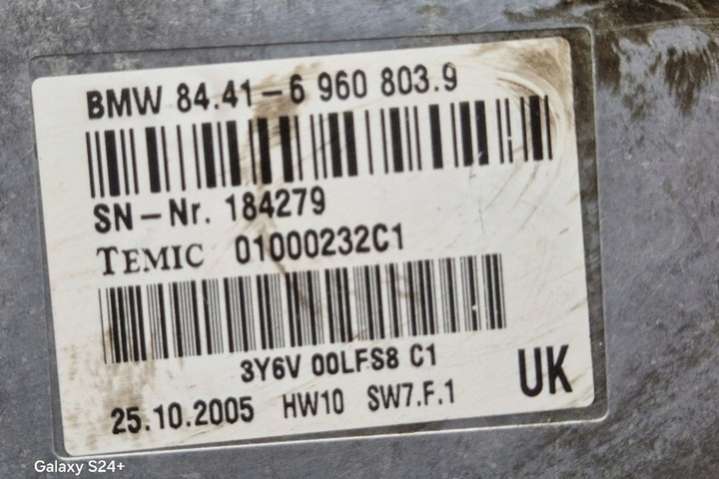 BMW 84.41-6 960 803.9
SN-Nr. 184279
TEMIC 01000232C1
3Y6V 00LFS8 C1
UK
25.10.2005 HW10 SW7.F.1
Galaxy S24+